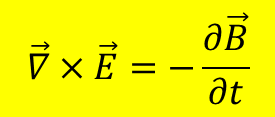 ∇⃗ × E⃗ = − ∂B⃗ / ∂t